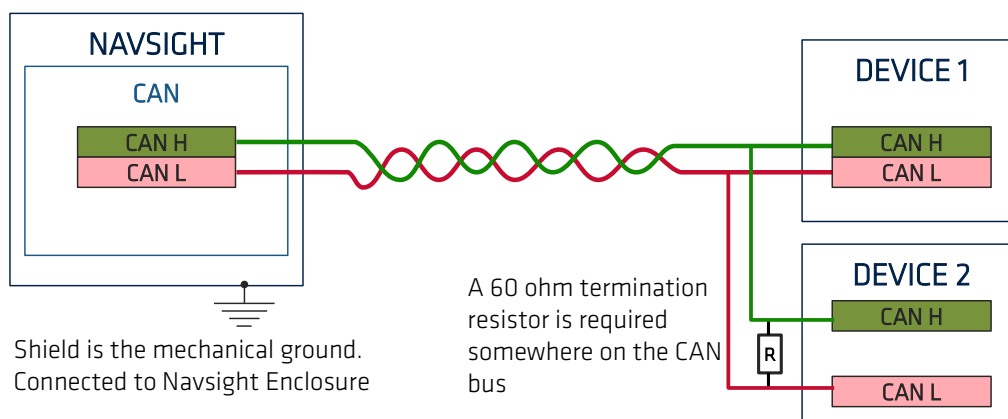 NAVSIGHT
CAN
CAN H
CAN L
DEVICE 1
CAN H
CAN L
DEVICE 2
CAN H
CAN L
R
A 60 ohm termination
resistor is required
somewhere on the CAN
bus
Shield is the mechanical ground.
Connected to Navsight Enclosure